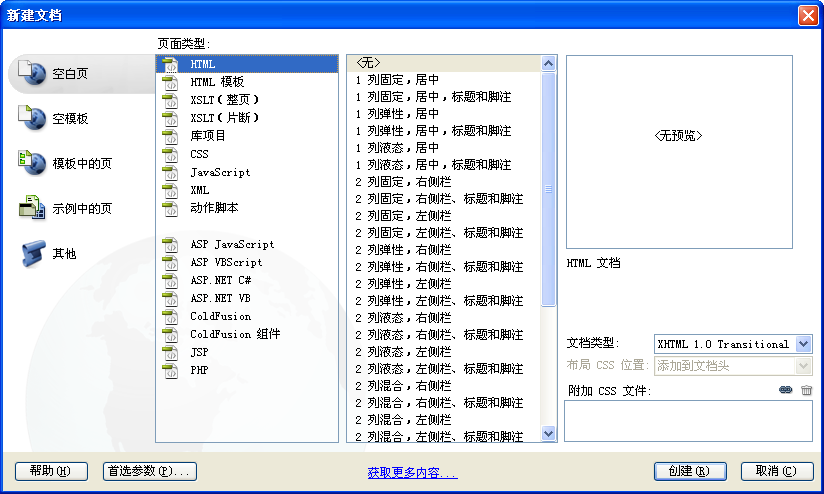 新建文档
页面类型:
空白页
空模板
模板中的页
示例中的页
其他
HTML
HTML 模板
XSLT（整页）
XSLT（片断）
库项目
CSS
JavaScript
XML
动作脚本
ASP JavaScript
ASP VBScript
ASP.NET C#
ASP.NET VB
ColdFusion
ColdFusion 组件
JSP
PHP
<无>
1 列固定，居中
1 列固定，居中，标题和脚注
1 列弹性，居中
1 列弹性，居中，标题和脚注
1 列液态，居中
1 列液态，居中，标题和脚注
2 列固定，右侧栏
2 列固定，右侧栏、标题和脚注
2 列固定，左侧栏
2 列固定，左侧栏、标题和脚注
2 列弹性，右侧栏
2 列弹性，右侧栏、标题和脚注
2 列弹性，左侧栏
2 列弹性，左侧栏、标题和脚注
2 列液态，右侧栏
2 列液态，右侧栏、标题和脚注
2 列液态，左侧栏
2 列液态，左侧栏、标题和脚注
2 列混合，右侧栏
2 列混合，右侧栏、标题和脚注
2 列混合，左侧栏
2 列混合，左侧栏、标题和脚注
<无预览>
HTML 文档
文档类型: XHTML 1.0 Transitional
布局 CSS 位置: 添加到文档头
附加 CSS 文件:
帮助(H)
首选参数(P)...
获取更多内容...
创建(R)
取消(C)